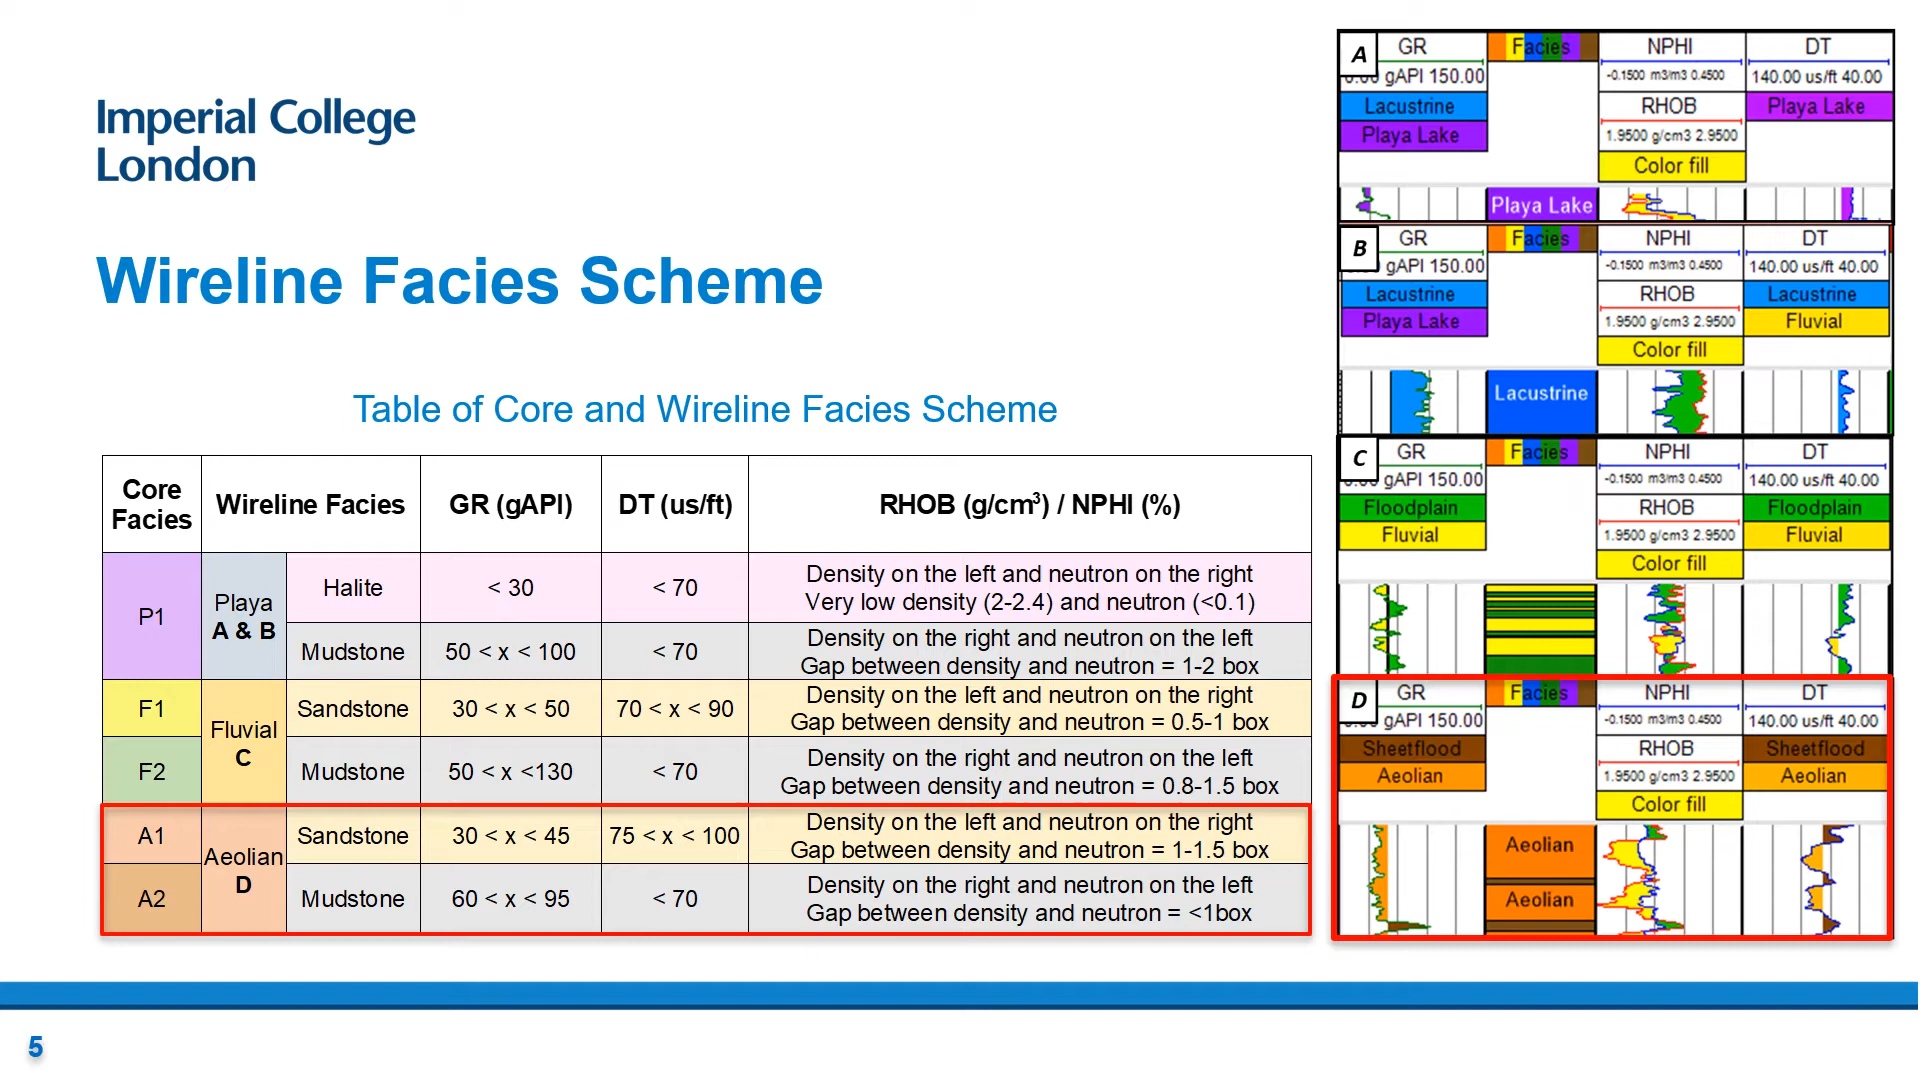 Imperial College
London
Wireline Facies Scheme
Table of Core and Wireline Facies Scheme
Core Facies Wireline Facies GR (gAPI) DT (us/ft) RHOB (g/cm³) / NPHI (%)
P1 Playa A & B Halite < 30 < 70 Density on the left and neutron on the right
Very low density (2-2.4) and neutron (<0.1)
Mudstone 50 < x < 100 < 70 Density on the right and neutron on the left
Gap between density and neutron = 1-2 box
F1 Fluvial C Sandstone 30 < x < 50 70 < x < 90 Density on the left and neutron on the right
Gap between density and neutron = 0.5-1 box
F2 Mudstone 50 < x <130 < 70 Density on the right and neutron on the left
Gap between density and neutron = 0.8-1.5 box
A1 Aeolian D Sandstone 30 < x < 45 75 < x < 100 Density on the left and neutron on the right
Gap between density and neutron = 1-1.5 box
A2 Mudstone 60 < x < 95 < 70 Density on the right and neutron on the left
Gap between density and neutron = <1box
A GR Facies NPHI DT
gAPI 150.00 -0.1500 m3/m3 0.4500 140.00 us/ft 40.00
Lacustrine RHOB Playa Lake
Playa Lake 1.9500 g/cm3 2.9500
Color fill
Playa Lake
B GR Facies NPHI DT
gAPI 150.00 -0.1500 m3/m3 0.4500 140.00 us/ft 40.00
Lacustrine RHOB Lacustrine
Playa Lake 1.9500 g/cm3 2.9500 Fluvial
Color fill
Lacustrine
C GR Facies NPHI DT
gAPI 150.00 -0.1500 m3/m3 0.4500 140.00 us/ft 40.00
Floodplain RHOB Floodplain
Fluvial 1.9500 g/cm3 2.9500 Fluvial
Color fill
D GR Facies NPHI DT
gAPI 150.00 -0.1500 m3/m3 0.4500 140.00 us/ft 40.00
Sheetflood RHOB Sheetflood
Aeolian 1.9500 g/cm3 2.9500 Aeolian
Color fill
Aeolian
Aeolian
5